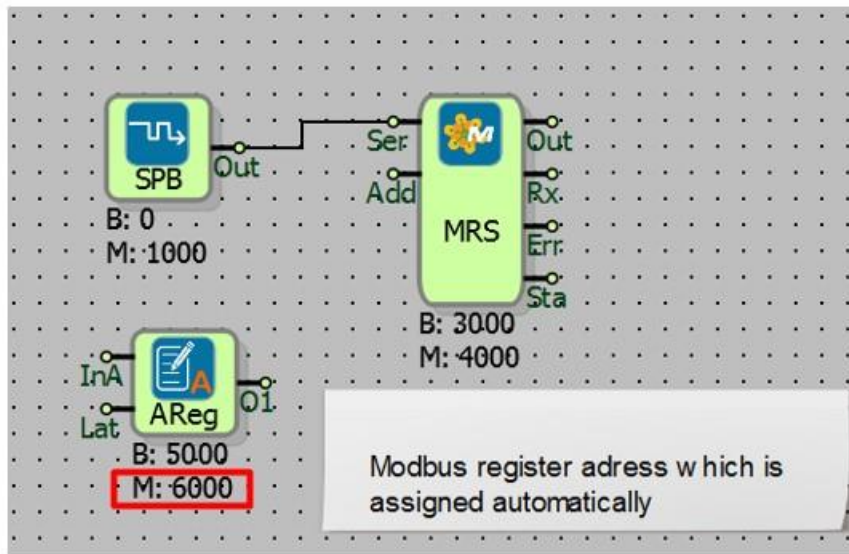 SPB
Out
B: 0
M: 1000
Ser
Add
M
MRS
Out
Rx
Err
Sta
B: 3000
M: 4000
InA
Lat
A
AReg
O1
B: 5000
M: 6000
Modbus register adress w hich is
assigned automatically